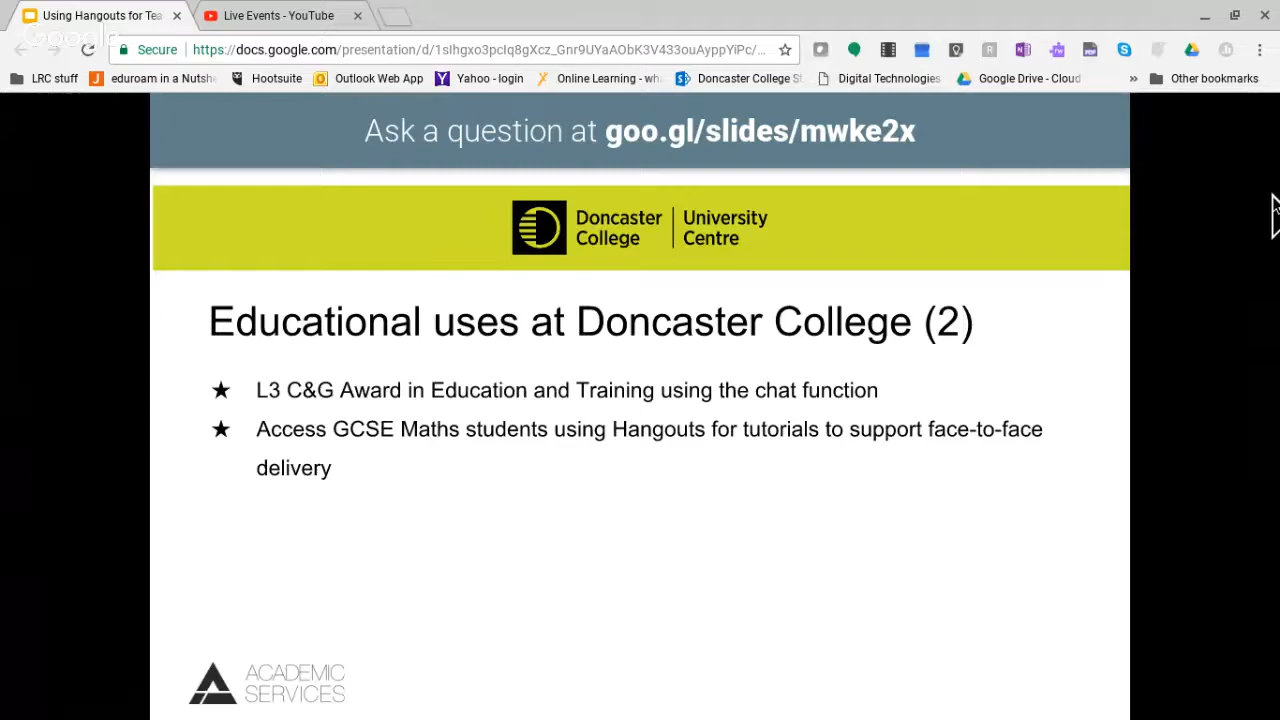 Using Hangouts for Tea
Live Events - YouTube
Google
Secure
https://docs.google.com/presentation/d/1sIhgxo3pcIq8gXcz_Gnr9UYaAObK3V433ouAyppYiPc/...
LRC stuff
eduroam in a Nutshe
Hootsuite
Outlook Web App
Yahoo - login
Online Learning - wha
Doncaster College St
Digital Technologies
Google Drive - Cloud
»
Other bookmarks
Ask a question at goo.gl/slides/mwke2x
Doncaster College
University Centre
Educational uses at Doncaster College (2)
★ L3 C&G Award in Education and Training using the chat function
★ Access GCSE Maths students using Hangouts for tutorials to support face-to-face
delivery
ACADEMIC
SERVICES